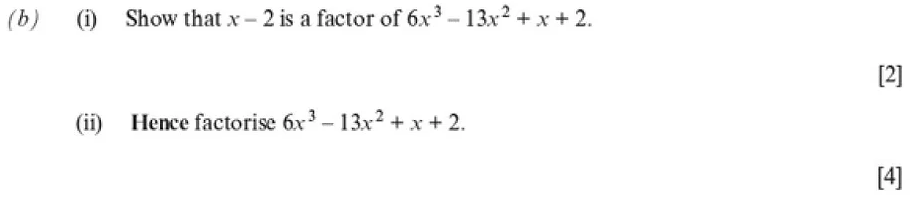 (b) (i) Show that x – 2 is a factor of 6x³ – 13x² + x + 2.
[2]
(ii) Hence factorise 6x³ – 13x² + x + 2.
[4]